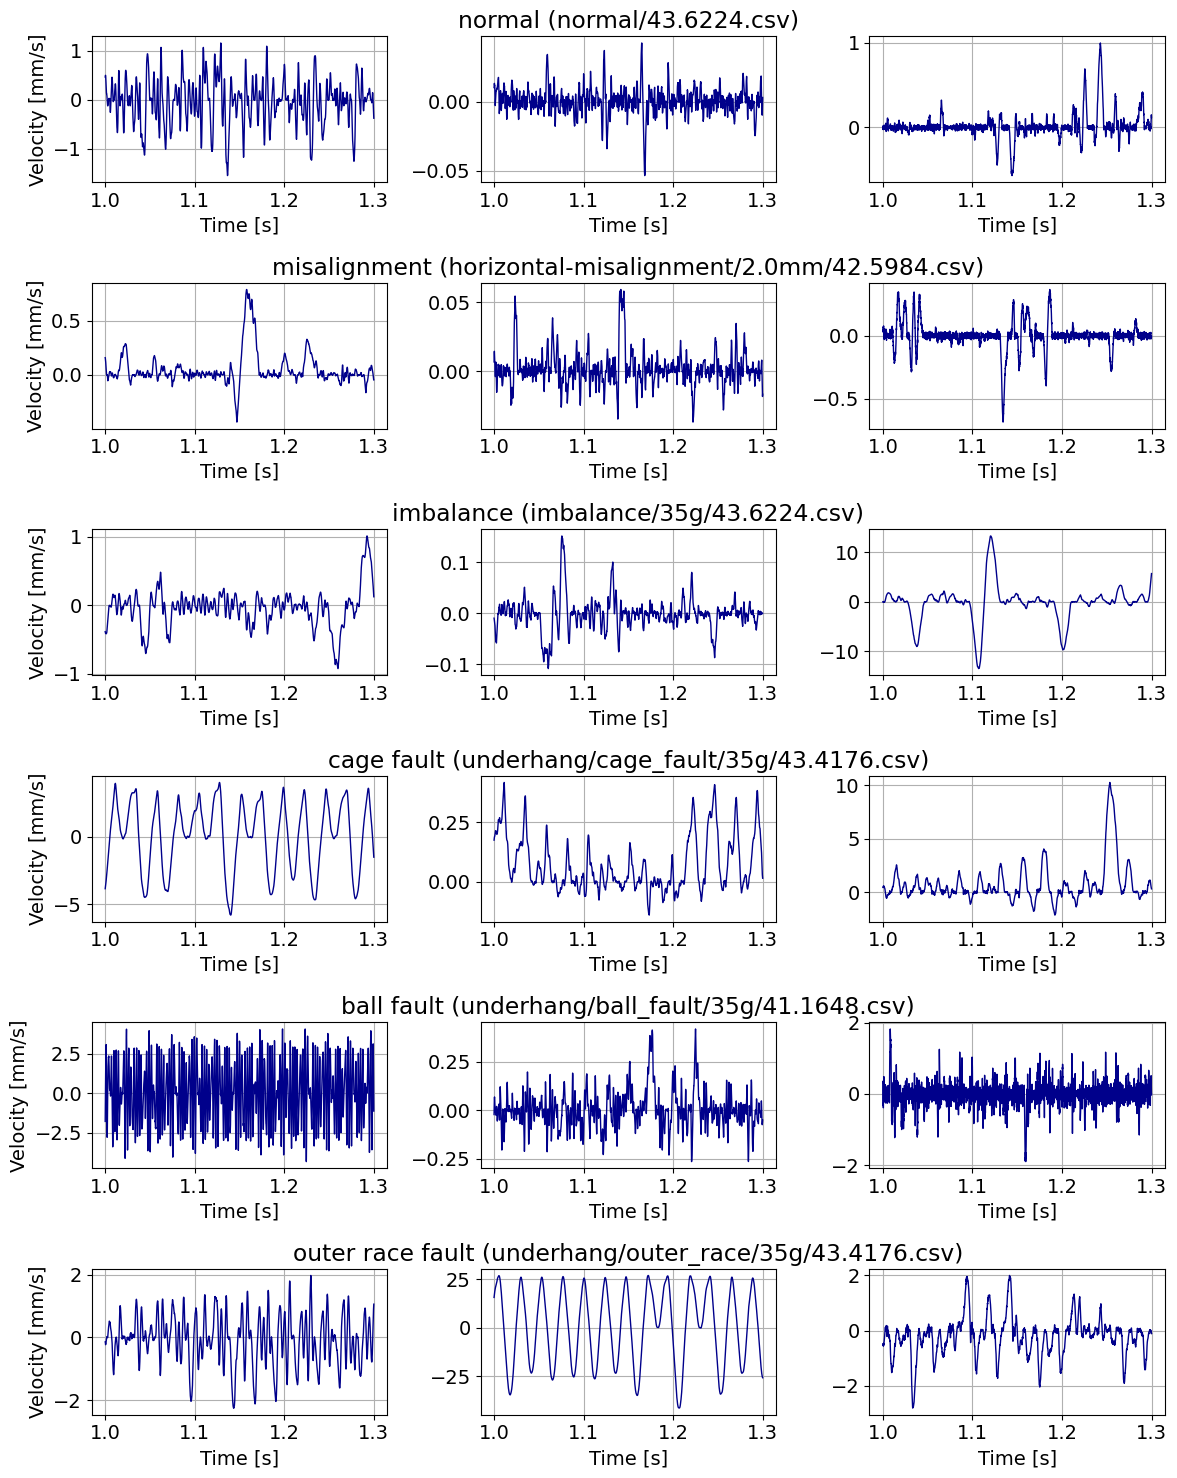 normal (normal/43.6224.csv)
Velocity [mm/s]
1
0
−1
1.0 1.1 1.2 1.3
Time [s]
0.00
−0.05
1.0 1.1 1.2 1.3
Time [s]
1
0
1.0 1.1 1.2 1.3
Time [s]
misalignment (horizontal-misalignment/2.0mm/42.5984.csv)
Velocity [mm/s]
0.5
0.0
1.0 1.1 1.2 1.3
Time [s]
0.05
0.00
1.0 1.1 1.2 1.3
Time [s]
0.0
−0.5
1.0 1.1 1.2 1.3
Time [s]
imbalance (imbalance/35g/43.6224.csv)
Velocity [mm/s]
1
0
−1
1.0 1.1 1.2 1.3
Time [s]
0.1
0.0
−0.1
1.0 1.1 1.2 1.3
Time [s]
10
0
−10
1.0 1.1 1.2 1.3
Time [s]
cage fault (underhang/cage_fault/35g/43.4176.csv)
Velocity [mm/s]
0
−5
1.0 1.1 1.2 1.3
Time [s]
0.25
0.00
1.0 1.1 1.2 1.3
Time [s]
10
5
0
1.0 1.1 1.2 1.3
Time [s]
ball fault (underhang/ball_fault/35g/41.1648.csv)
Velocity [mm/s]
2.5
0.0
−2.5
1.0 1.1 1.2 1.3
Time [s]
0.25
0.00
−0.25
1.0 1.1 1.2 1.3
Time [s]
2
0
−2
1.0 1.1 1.2 1.3
Time [s]
outer race fault (underhang/outer_race/35g/43.4176.csv)
Velocity [mm/s]
2
0
−2
1.0 1.1 1.2 1.3
Time [s]
25
0
−25
1.0 1.1 1.2 1.3
Time [s]
2
0
−2
1.0 1.1 1.2 1.3
Time [s]